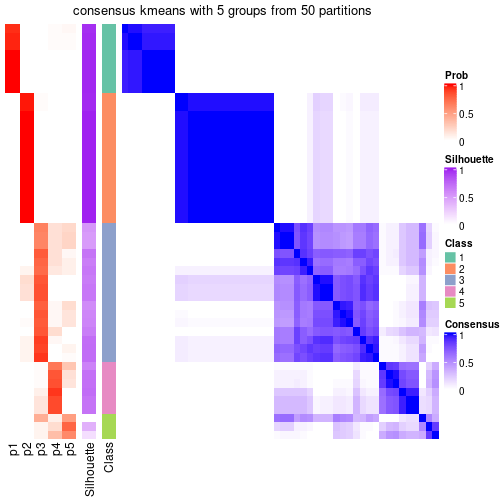 consensus kmeans with 5 groups from 50 partitions
Prob
1
0.5
0
Silhouette
1
0.5
0
Class
1
2
3
4
5
Consensus
1
0.5
0
p1
p2
p3
p4
p5
Silhouette
Class